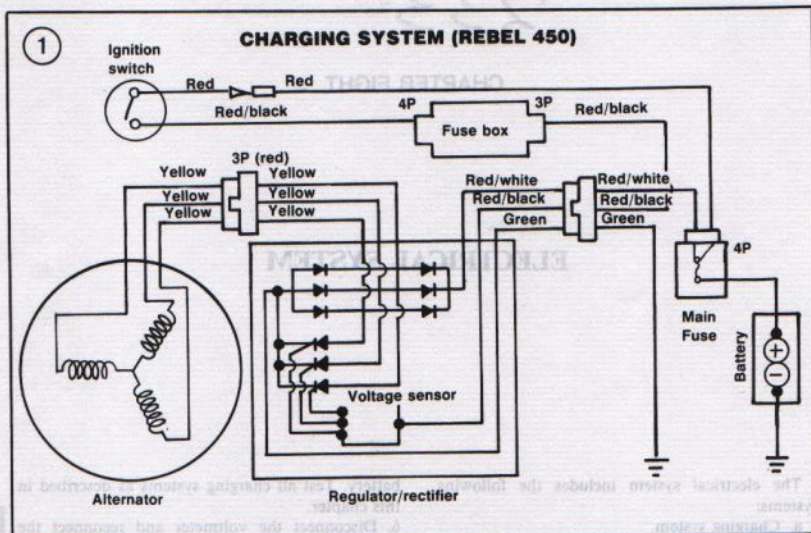 1
CHARGING SYSTEM (REBEL 450)
Ignition
switch
Red
Red
CHAPTER EIGHT
Red/black
4P
3P
Red/black
Fuse box
3P (red)
Yellow
Yellow
Yellow
Yellow
Yellow
Yellow
Red/white
Red/white
Red/black
Red/black
Green
Green
ELECTRICAL SYSTEM
4P
Main
Fuse
Battery
Voltage sensor
Alternator
Regulator/rectifier
The electrical system includes the following
systems:
a. Charging system.
battery. Test all charging systems as described in
this chapter.
6. Disconnect the voltmeter and reconnect the